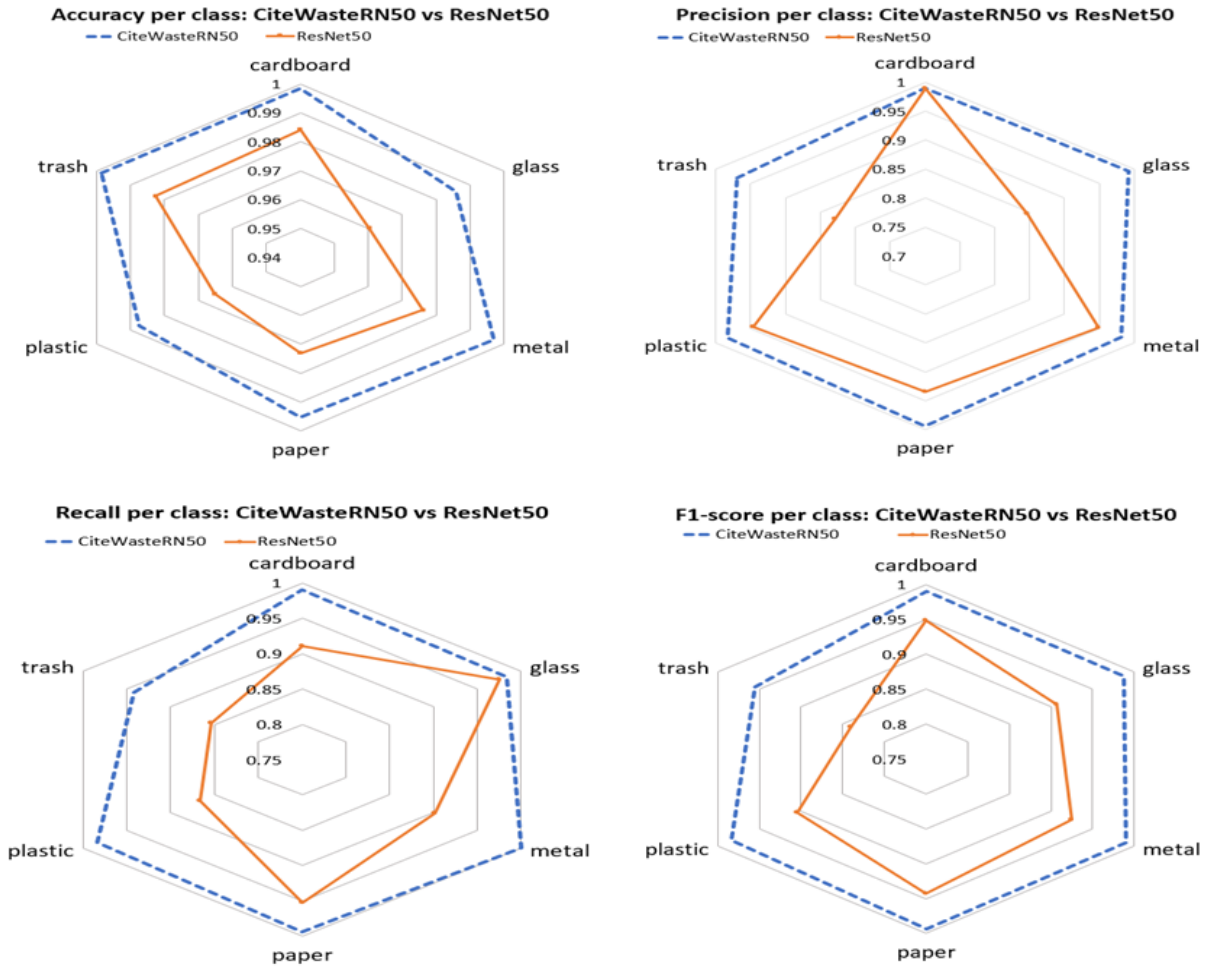 Accuracy per class: CiteWasteRN50 vs ResNet50
CiteWasteRN50 ResNet50
cardboard
1
0.99
0.98
0.97
0.96
0.95
0.94
trash
glass
plastic
metal
paper
Precision per class: CiteWasteRN50 vs ResNet50
CiteWasteRN50 ResNet50
cardboard
1
0.95
0.9
0.85
0.8
0.75
0.7
trash
glass
plastic
metal
paper
Recall per class: CiteWasteRN50 vs ResNet50
CiteWasteRN50 ResNet50
cardboard
1
0.95
0.9
0.85
0.8
0.75
trash
glass
plastic
metal
paper
F1-score per class: CiteWasteRN50 vs ResNet50
CiteWasteRN50 ResNet50
cardboard
1
0.95
0.9
0.85
0.8
0.75
trash
glass
plastic
metal
paper